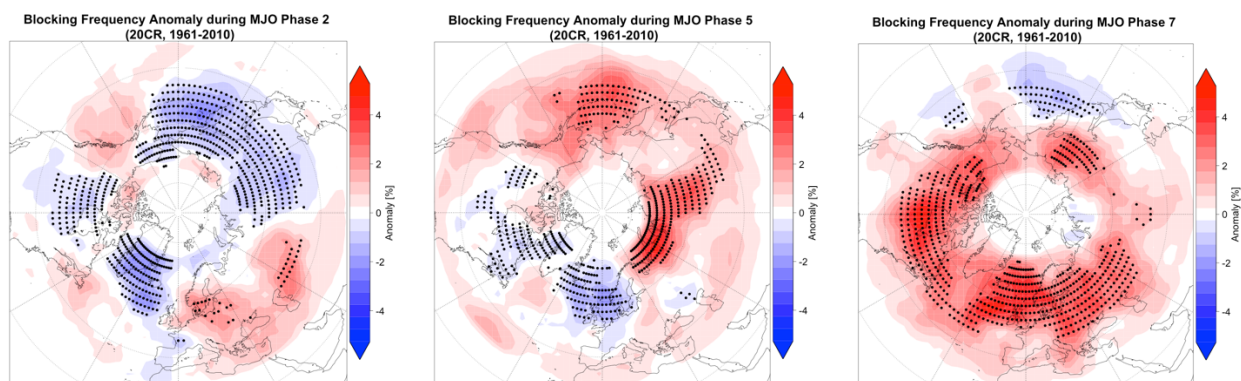 Blocking Frequency Anomaly during MJO Phase 2
(20CR, 1961-2010)
4
2
0
-2
-4
Anomaly [%]
Blocking Frequency Anomaly during MJO Phase 5
(20CR, 1961-2010)
4
2
0
-2
-4
Anomaly [%]
Blocking Frequency Anomaly during MJO Phase 7
(20CR, 1961-2010)
4
2
0
-2
-4
Anomaly [%]